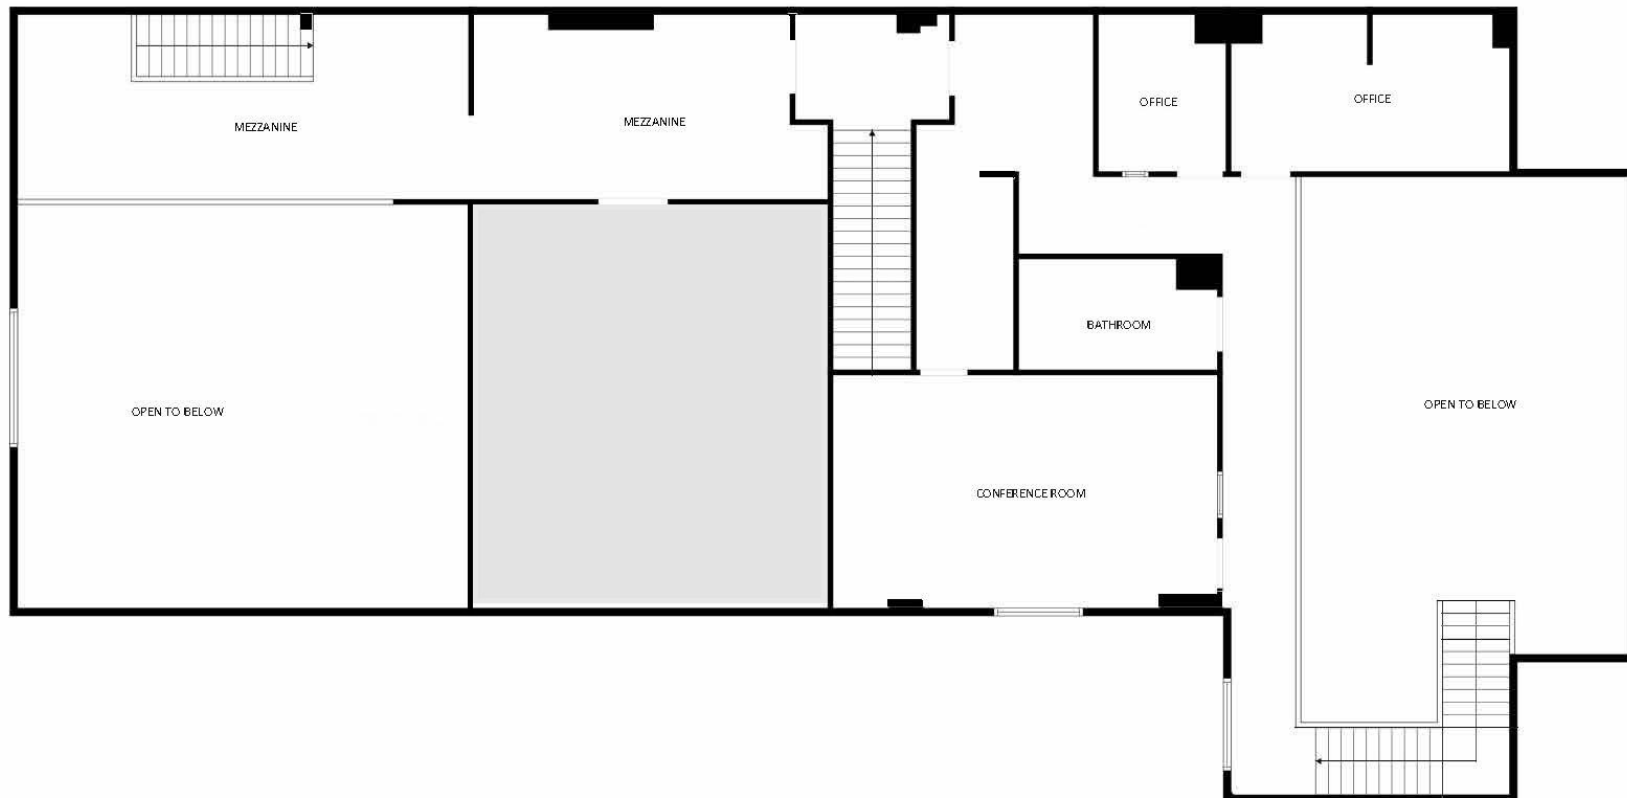 OFFICE
OFFICE
MEZZANINE
MEZZANINE
BATHROOM
OPEN TO BELOW
OPEN TO BELOW
CONFERENCE ROOM